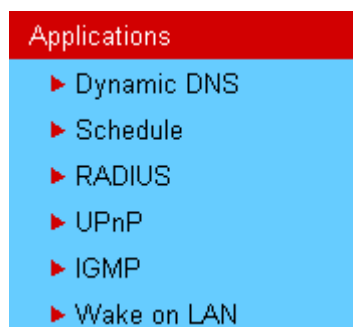 Applications
Dynamic DNS
Schedule
RADIUS
UPnP
IGMP
Wake on LAN